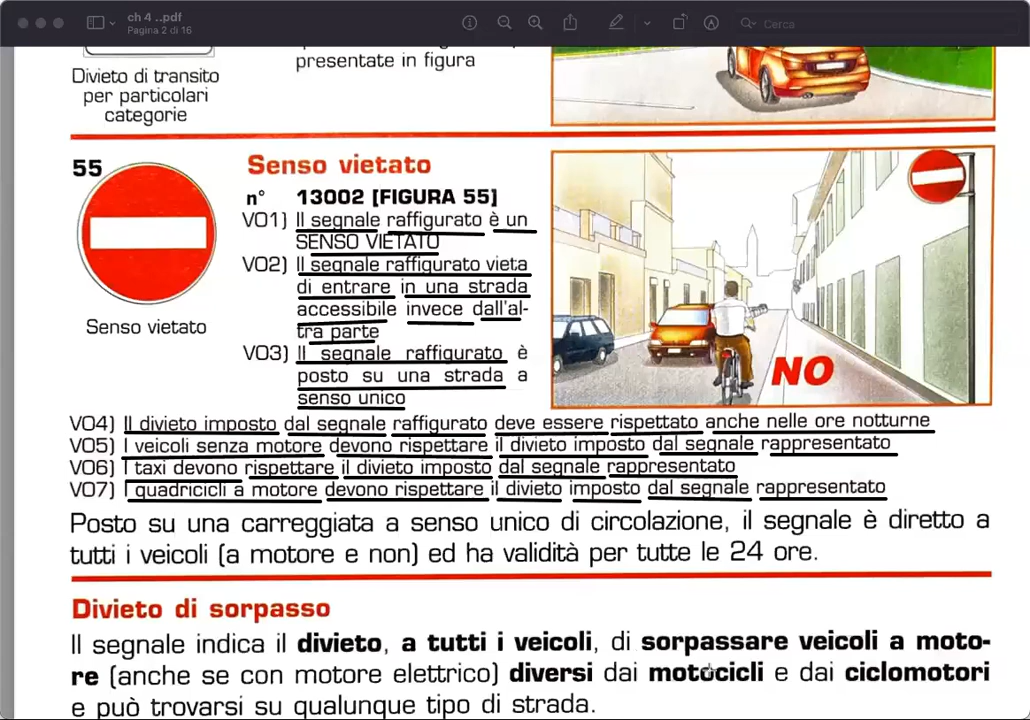 ch 4 ..pdf
Pagina 2 di 16
Cerca
presentate in figura
Divieto di transito
per particolari
categorie
55
Senso vietato
Senso vietato
n° 13002 [FIGURA 55]
V01) Il segnale raffigurato è un
SENSO VIETATO
V02) Il segnale raffigurato vieta
di entrare in una strada
accessibile invece dall'al-
tra parte
V03) Il segnale raffigurato è
posto su una strada a
senso unico
NO
V04) Il divieto imposto dal segnale raffigurato deve essere rispettato anche nelle ore notturne
V05) I veicoli senza motore devono rispettare il divieto imposto dal segnale rappresentato
V06) I taxi devono rispettare il divieto imposto dal segnale rappresentato
V07) I quadricicli a motore devono rispettare il divieto imposto dal segnale rappresentato
Posto su una carreggiata a senso unico di circolazione, il segnale è diretto a
tutti i veicoli (a motore e non) ed ha validità per tutte le 24 ore.
Divieto di sorpasso
Il segnale indica il divieto, a tutti i veicoli, di sorpassare veicoli a moto-
re (anche se con motore elettrico) diversi dai motocicli e dai ciclomotori
e può trovarsi su qualunque tipo di strada.